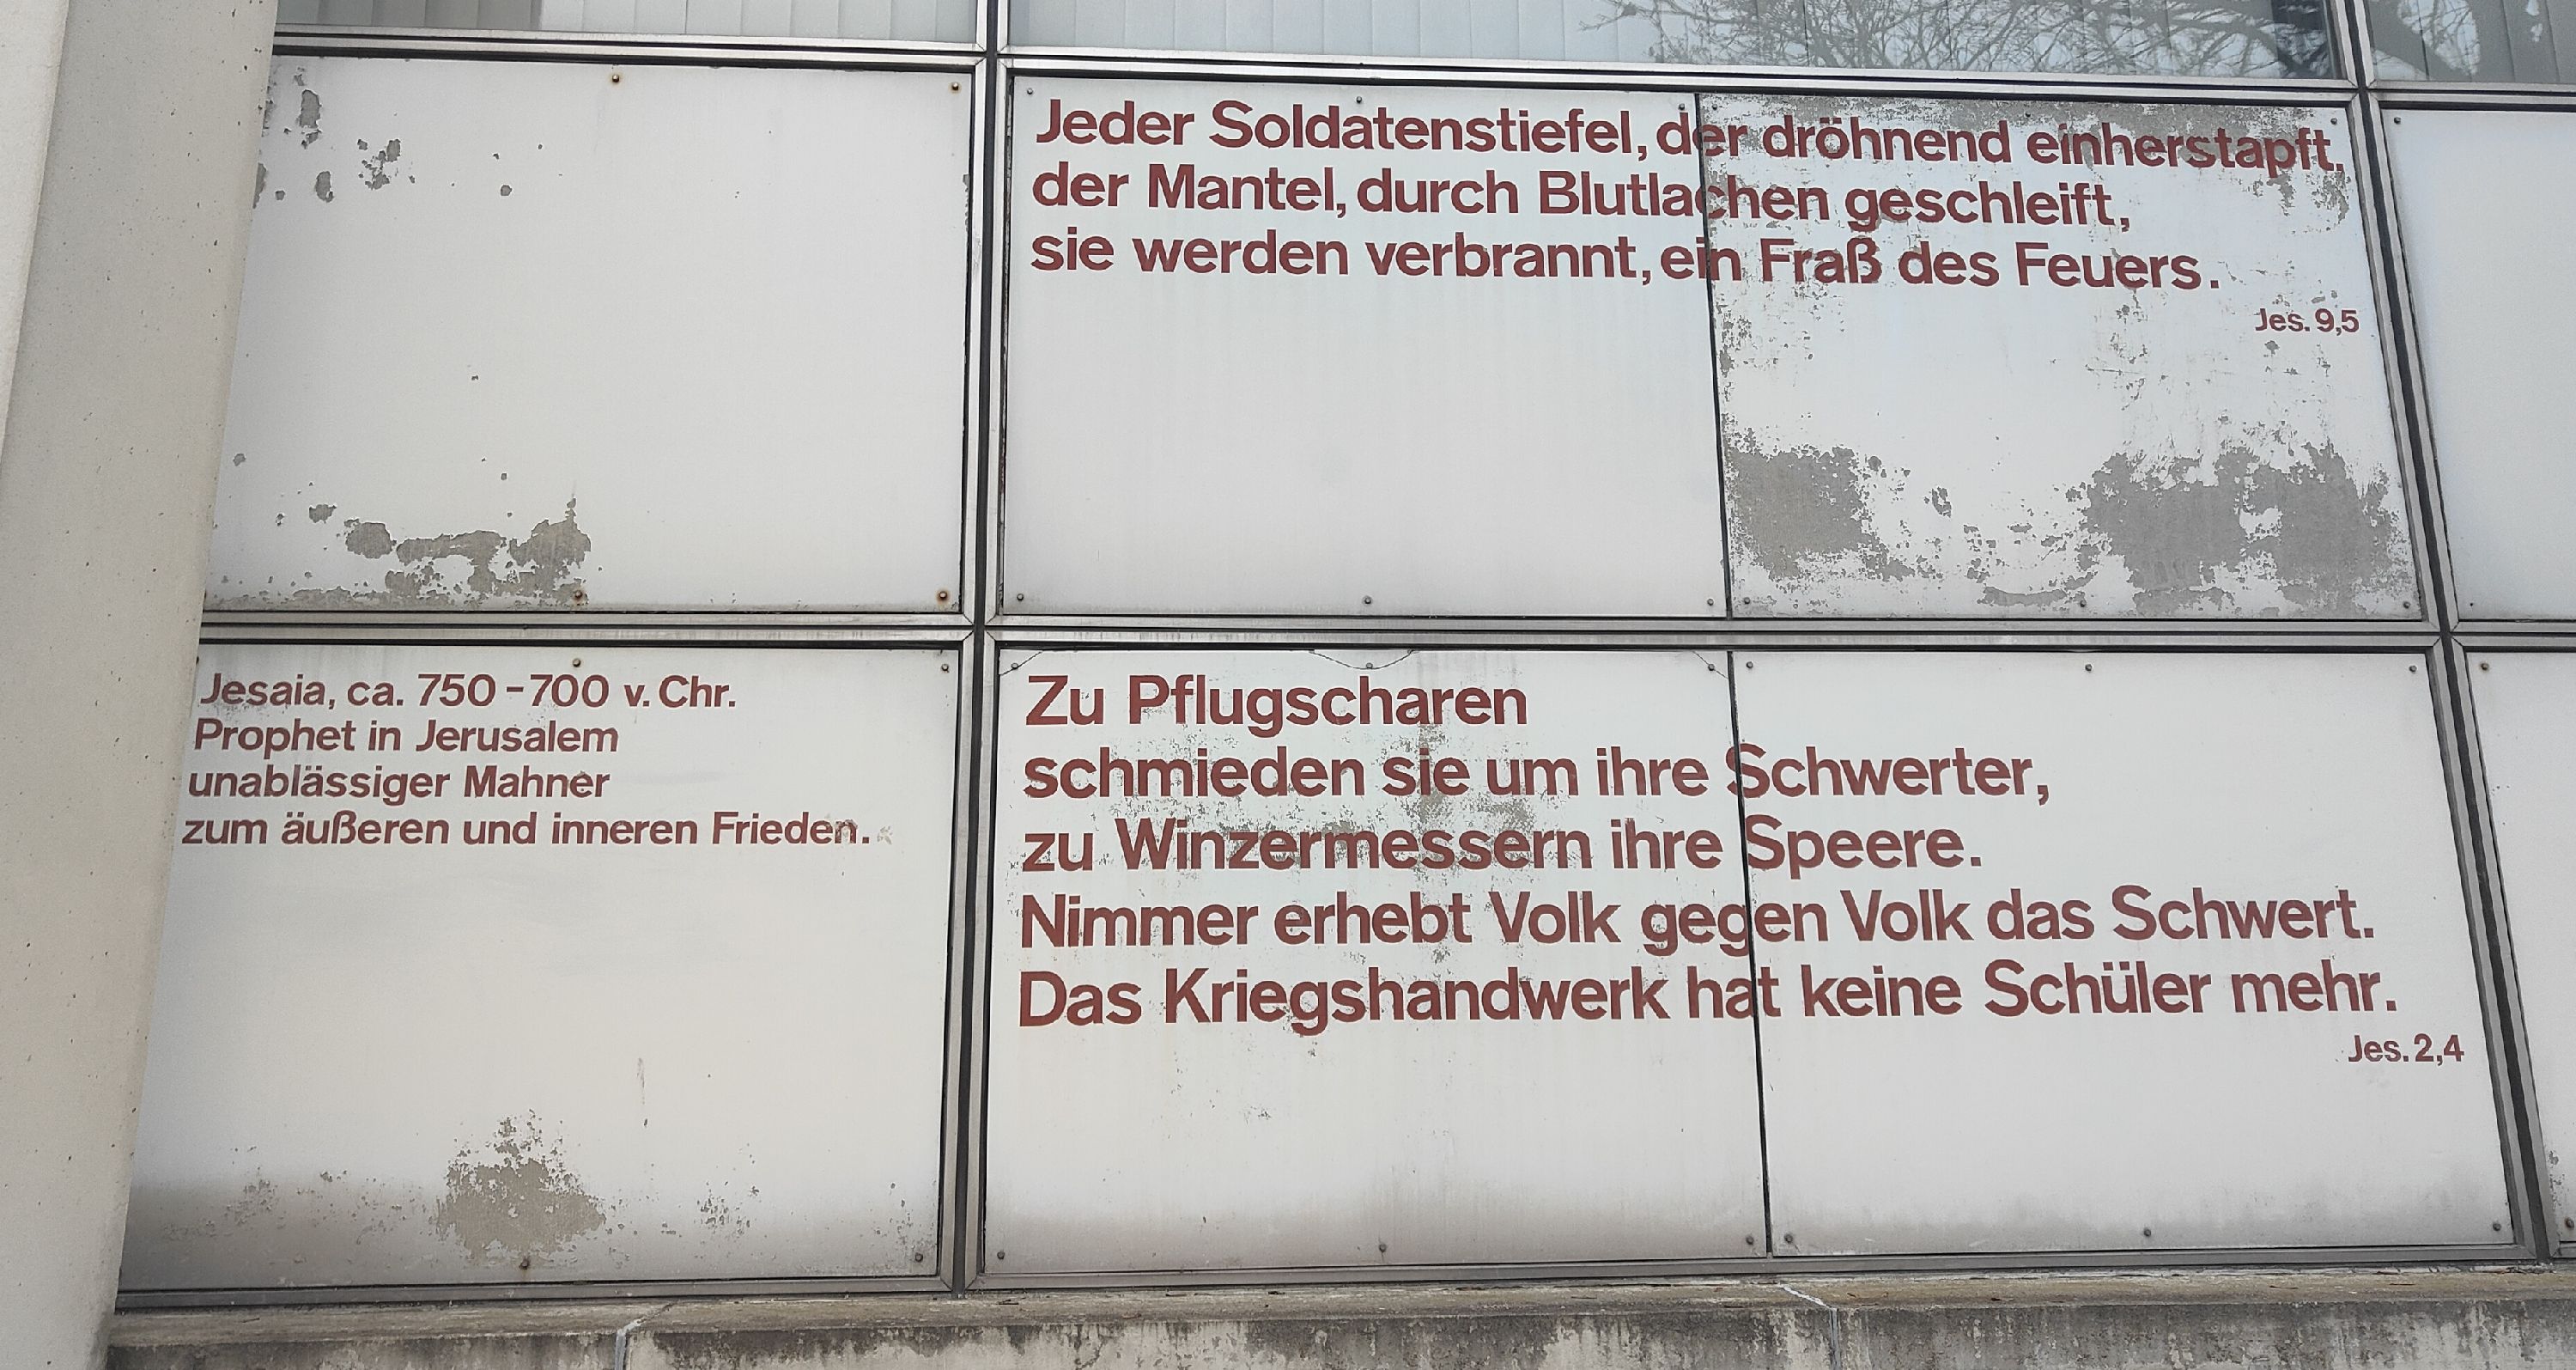 Jeder Soldatenstiefel, der dröhnend einherstapft,
der Mantel, durch Blutlachen geschleift,
sie werden verbrannt, ein Fraß des Feuers.
Jes. 9,5
Jesaia, ca. 750-700 v. Chr.
Prophet in Jerusalem
unablässiger Mahner
zum äußeren und inneren Frieden.
Zu Pflugscharen
schmieden sie um ihre Schwerter,
zu Winzermessern ihre Speere.
Nimmer erhebt Volk gegen Volk das Schwert.
Das Kriegshandwerk hat keine Schüler mehr.
Jes. 2,4